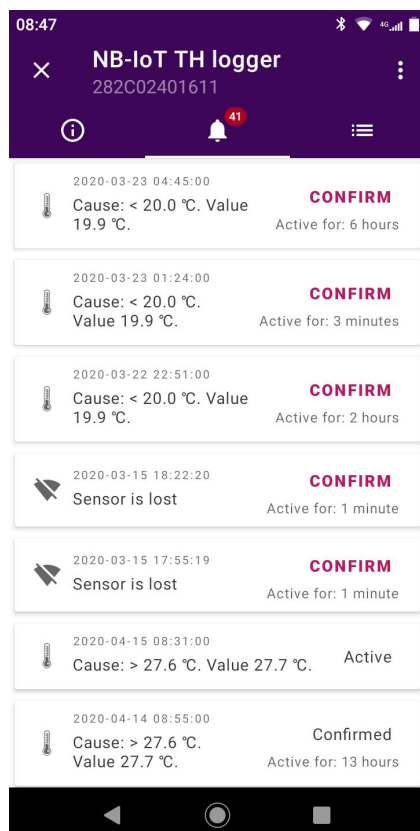 08:47
4G
NB-IoT TH logger
282C02401611
41
2020-03-23 04:45:00
Cause: < 20.0 ℃. Value
19.9 ℃.
CONFIRM
Active for: 6 hours
2020-03-23 01:24:00
Cause: < 20.0 ℃.
Value 19.9 ℃.
CONFIRM
Active for: 3 minutes
2020-03-22 22:51:00
Cause: < 20.0 ℃. Value
19.9 ℃.
CONFIRM
Active for: 2 hours
2020-03-15 18:22:20
Sensor is lost
CONFIRM
Active for: 1 minute
2020-03-15 17:55:19
Sensor is lost
CONFIRM
Active for: 1 minute
2020-04-15 08:31:00
Cause: > 27.6 ℃. Value 27.7 ℃.
Active
2020-04-14 08:55:00
Cause: > 27.6 ℃.
Value 27.7 ℃.
Confirmed
Active for: 13 hours